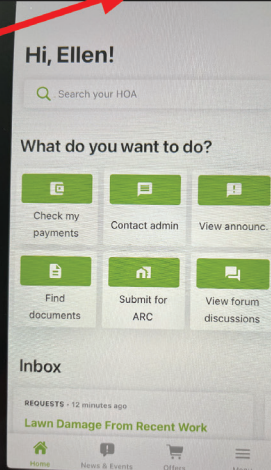 Hi, Ellen!
Search your HOA
What do you want to do?
Check my
payments
Contact admin
View announc.
Find
documents
Submit for
ARC
View forum
discussions
Inbox
REQUESTS • 12 minutes ago
Lawn Damage From Recent Work
Home
News & Events
Offers